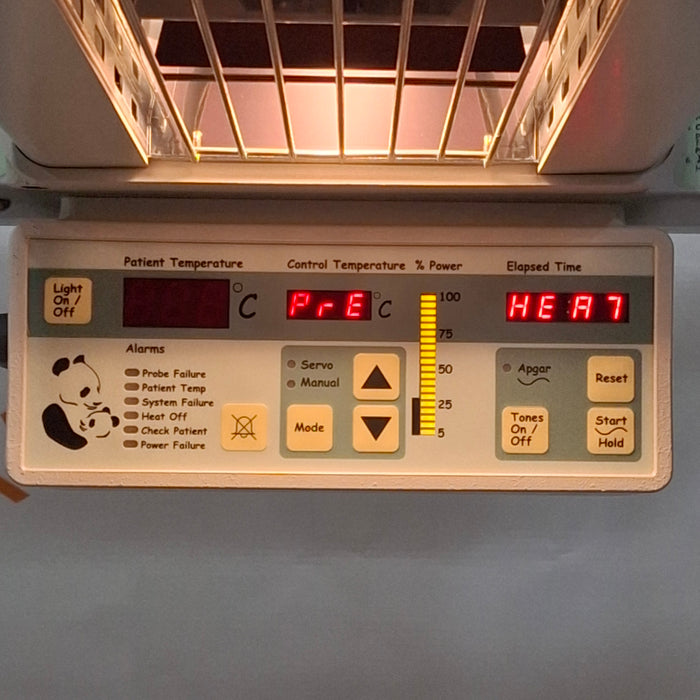 Patient Temperature
Control Temperature
% Power
Elapsed Time
Light
On /
Off
°C
PrE
°C
HEAT
100
75
50
25
5
Alarms
Probe Failure
Patient Temp
System Failure
Heat Off
Check Patient
Power Failure
Servo
Manual
Mode
Apgar
Reset
Tones
On /
Off
Start
Hold